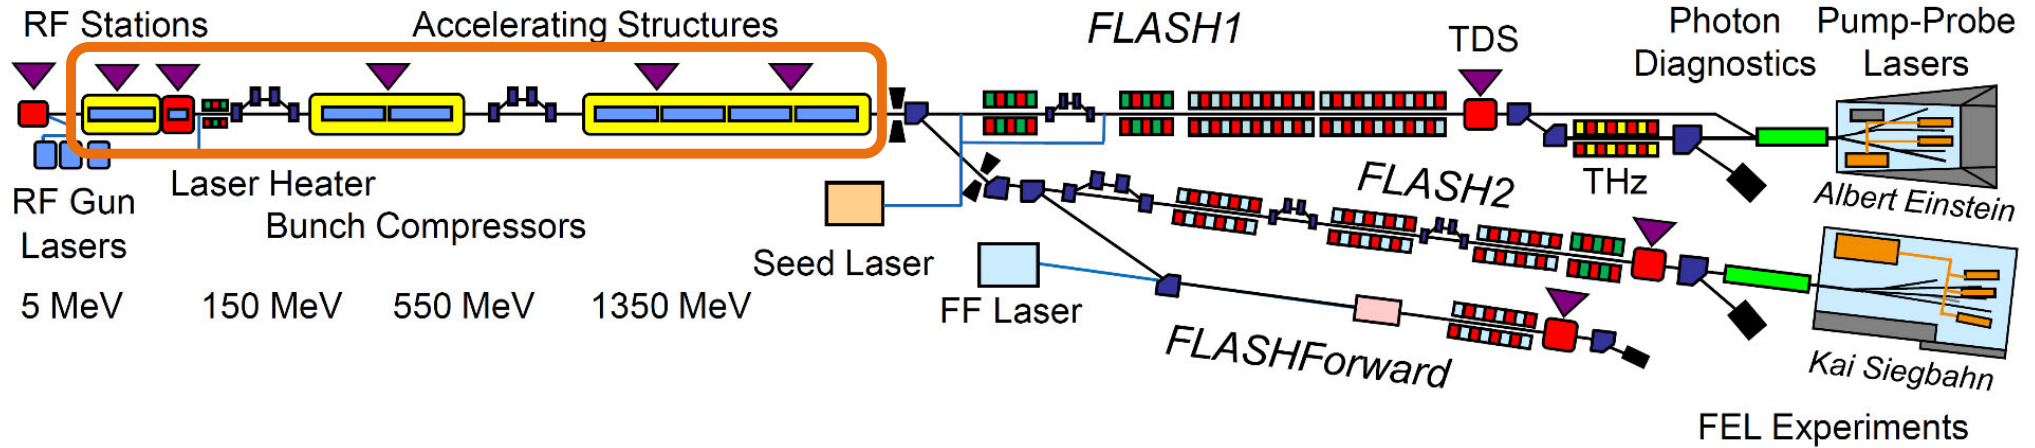 RF Stations
Accelerating Structures
FLASH1
TDS
Photon
Diagnostics
Pump-Probe
Lasers
RF Gun
Lasers
Laser Heater
Bunch Compressors
Seed Laser
FF Laser
FLASH2
THz
Albert Einstein
5 MeV
150 MeV
550 MeV
1350 MeV
FLASHForward
Kai Siegbahn
FEL Experiments